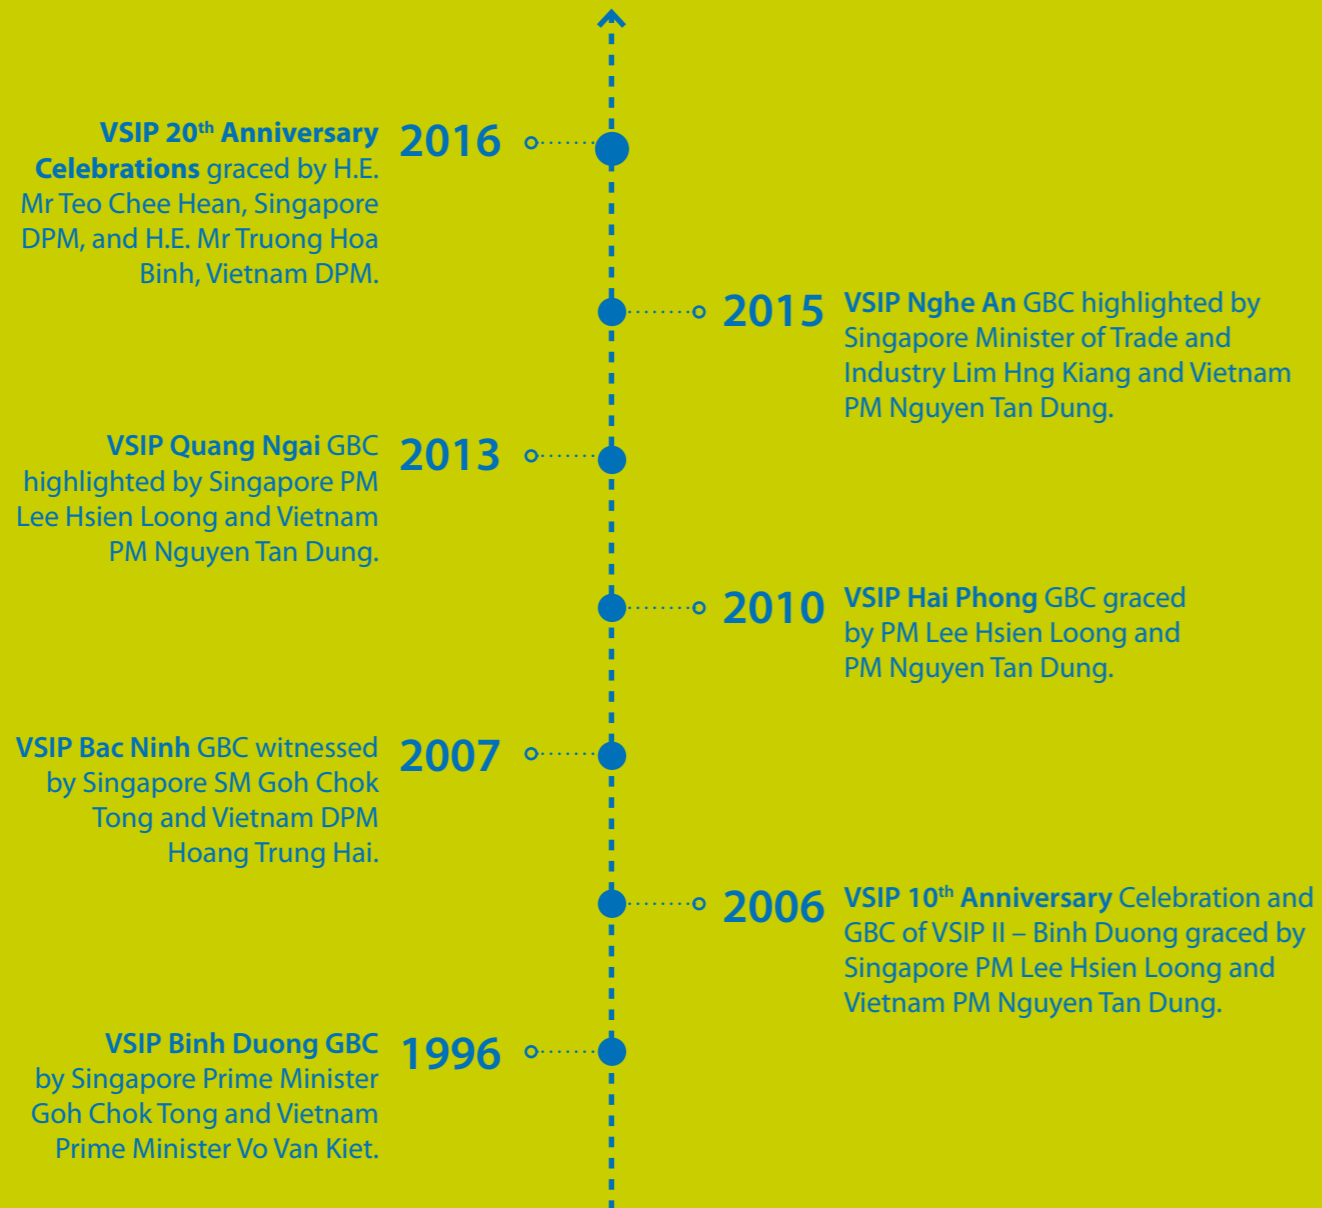 2016
VSIP 20th Anniversary
Celebrations graced by H.E.
Mr Teo Chee Hean, Singapore
DPM, and H.E. Mr Truong Hoa
Binh, Vietnam DPM.
2015
VSIP Nghe An GBC highlighted by
Singapore Minister of Trade and
Industry Lim Hng Kiang and Vietnam
PM Nguyen Tan Dung.
2013
VSIP Quang Ngai GBC
highlighted by Singapore PM
Lee Hsien Loong and Vietnam
PM Nguyen Tan Dung.
2010
VSIP Hai Phong GBC graced
by PM Lee Hsien Loong and
PM Nguyen Tan Dung.
2007
VSIP Bac Ninh GBC witnessed
by Singapore SM Goh Chok
Tong and Vietnam DPM
Hoang Trung Hai.
2006
VSIP 10th Anniversary Celebration and
GBC of VSIP II – Binh Duong graced by
Singapore PM Lee Hsien Loong and
Vietnam PM Nguyen Tan Dung.
1996
VSIP Binh Duong GBC
by Singapore Prime Minister
Goh Chok Tong and Vietnam
Prime Minister Vo Van Kiet.